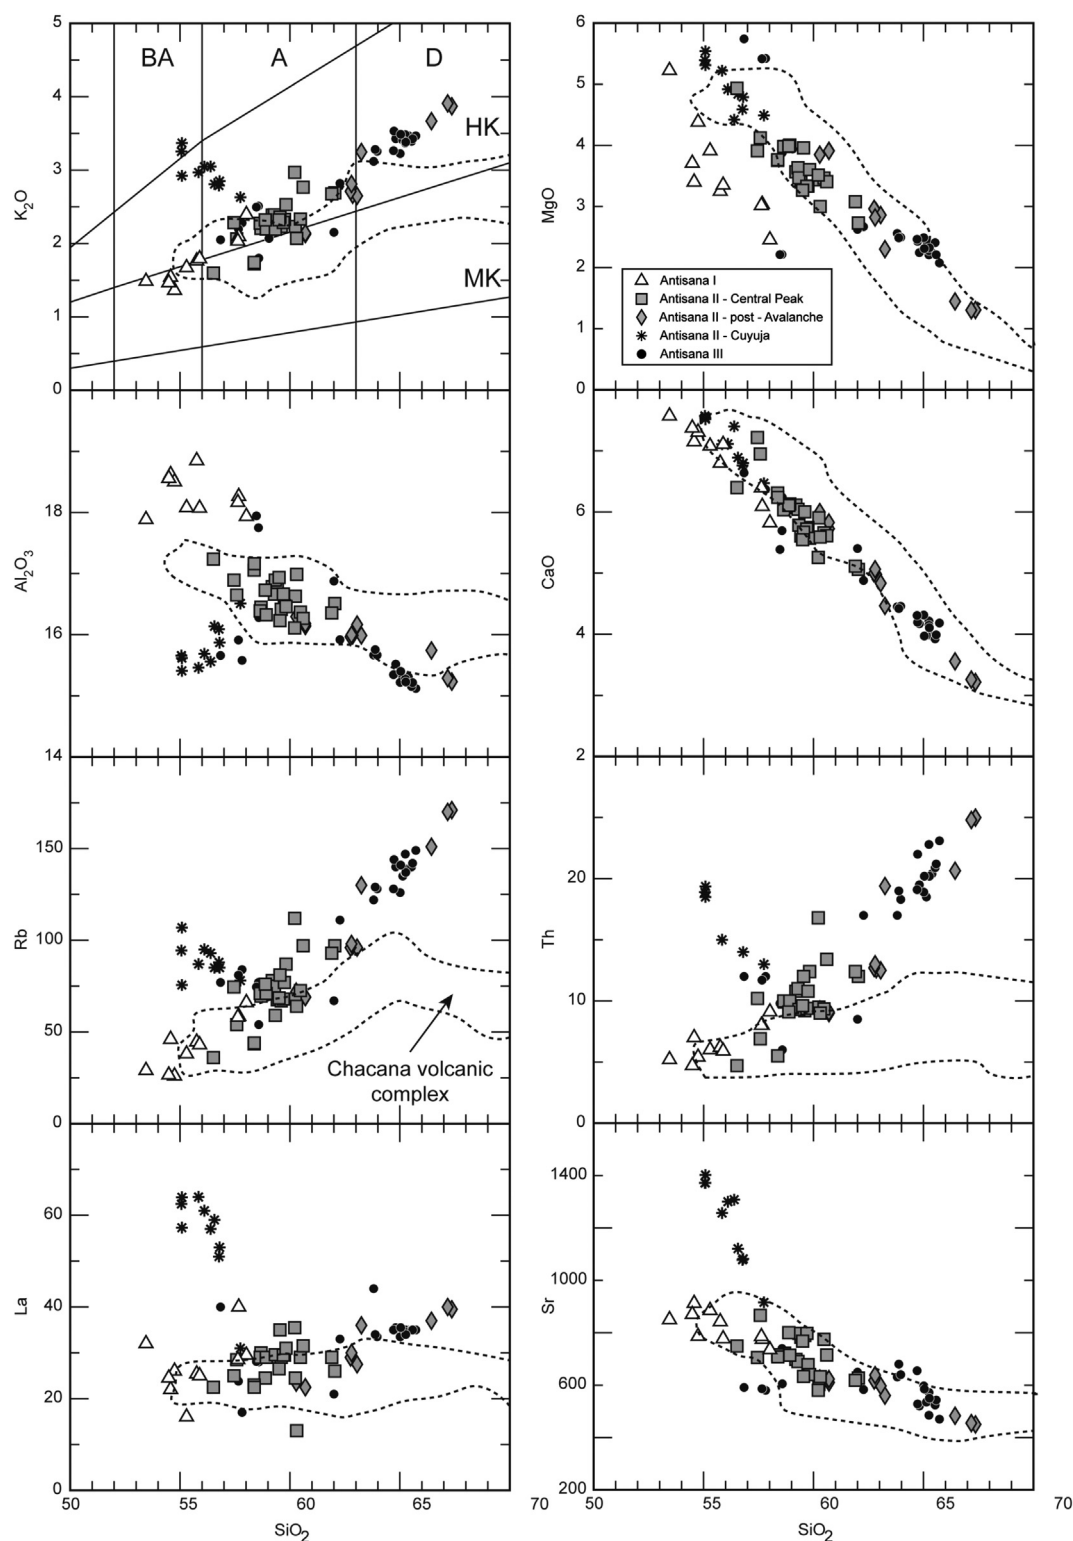 BA
A
D
HK
MK
K2O
5
4
3
2
1
0
MgO
6
5
4
3
2
1
0
Antisana I
Antisana II - Central Peak
Antisana II - post - Avalanche
Antisana II - Cuyuja
Antisana III
Al2O3
18
16
14
CaO
6
4
2
Rb
150
100
50
0
Chacana volcanic
complex
Th
20
10
0
La
60
40
20
0
Sr
1400
1000
600
200
50
55
60
65
70
SiO2
50
55
60
65
70
SiO2